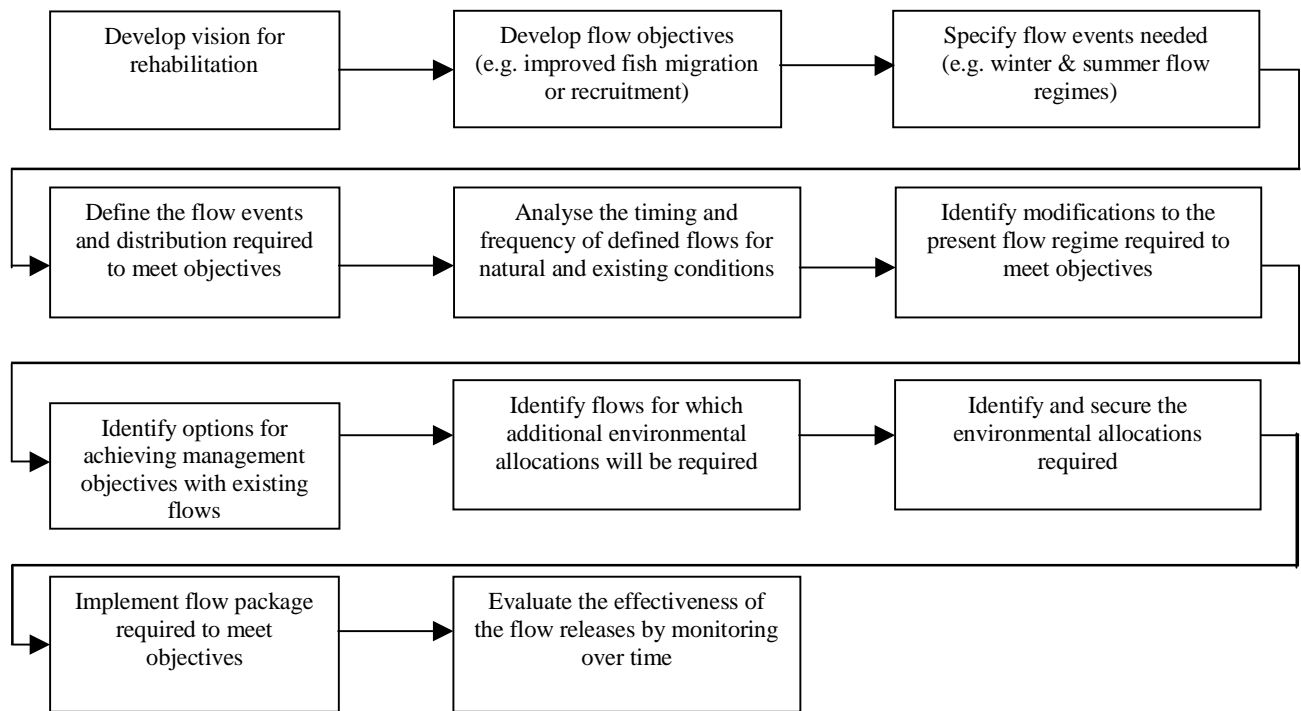 Develop vision for
rehabilitation
Develop flow objectives
(e.g. improved fish migration
or recruitment)
Specify flow events needed
(e.g. winter & summer flow
regimes)
Define the flow events
and distribution required
to meet objectives
Analyse the timing and
frequency of defined flows for
natural and existing conditions
Identify modifications to the
present flow regime required to
meet objectives
Identify options for
achieving management
objectives with existing
flows
Identify flows for which
additional environmental
allocations will be required
Identify and secure the
environmental allocations
required
Implement flow package
required to meet
objectives
Evaluate the effectiveness of
the flow releases by monitoring
over time